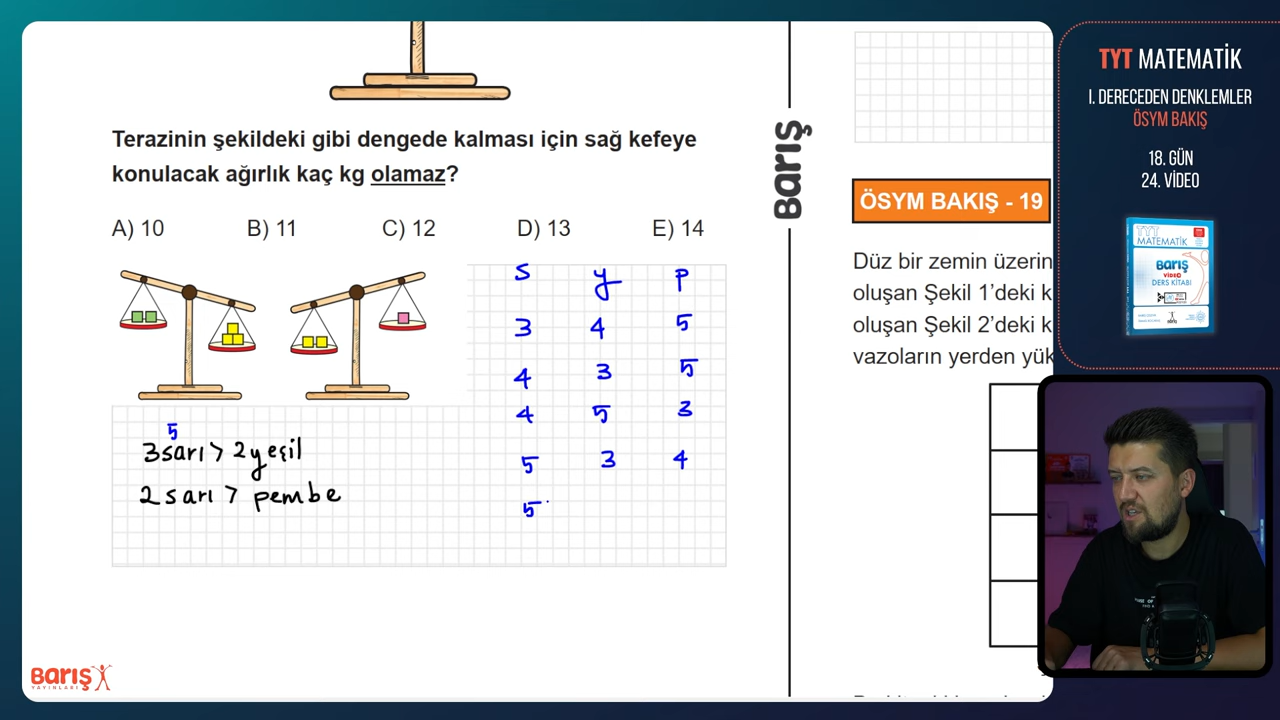 Terazinin şekildeki gibi dengede kalması için sağ kefeye
konulacak ağırlık kaç kg olamaz?
A) 10 B) 11 C) 12 D) 13 E) 14
s y p
3 4 5
4 3 5
4 5 3
5 3 4
5
5
3sarı > 2yeşil
2sarı > pembe
Barış
YAYINLARI
Barış
ÖSYM BAKIŞ - 19
Düz bir zemin üzerin
oluşan Şekil 1'deki k
oluşan Şekil 2'deki k
vazoların yerden yük
TYT MATEMATİK
I. DERECEDEN DENKLEMLER
ÖSYM BAKIŞ
18. GÜN
24. VİDEO
TYT
MATEMATİK
Barış
VİDEO
DERS KİTABI